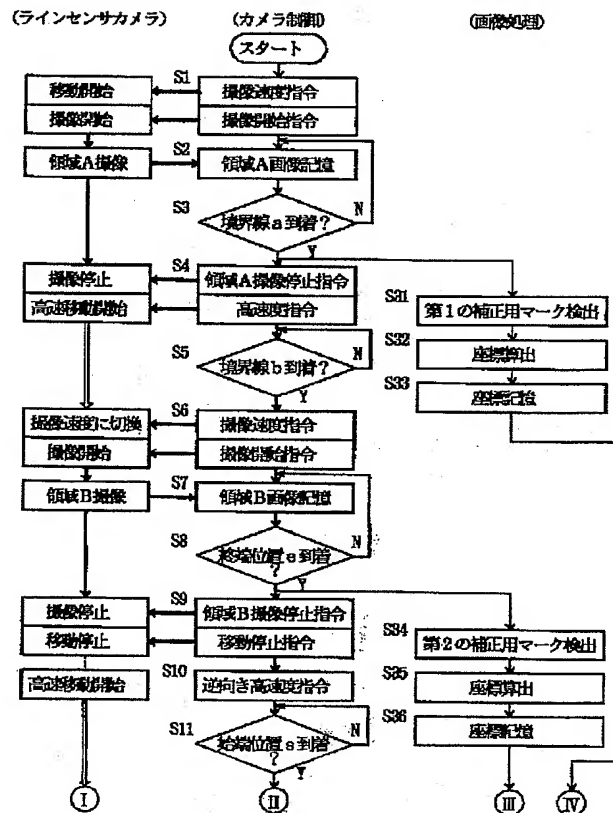 (ラインセンサカメラ) (カメラ制御) (画像処理)
スタート
S1
移動開始 撮像速度指令
撮像開始 撮像開始指令
S2
領域A撮像 領域A画像記憶
S3
境界線a到着? N
Y
S4
撮像停止 領域A撮像停止指令
高速移動開始 高速度指令
S31
第1の補正用マーク検出
S5
境界線b到着? N
Y
S32
座標算出
S33
座標記憶
S6
撮像速度に切換 撮像速度指令
撮像開始 撮像開始指令
S7
領域B撮像 領域B画像記憶
S8
終端位置e到着 N
?
Y
S9
撮像停止 領域B撮像停止指令
移動停止 移動停止指令
S34
第2の補正用マーク検出
S10
高速移動開始 逆向き高速度指令
S35
座標算出
S11
始端位置s到着 N
?
Y
S36
座標記憶
I II III IV